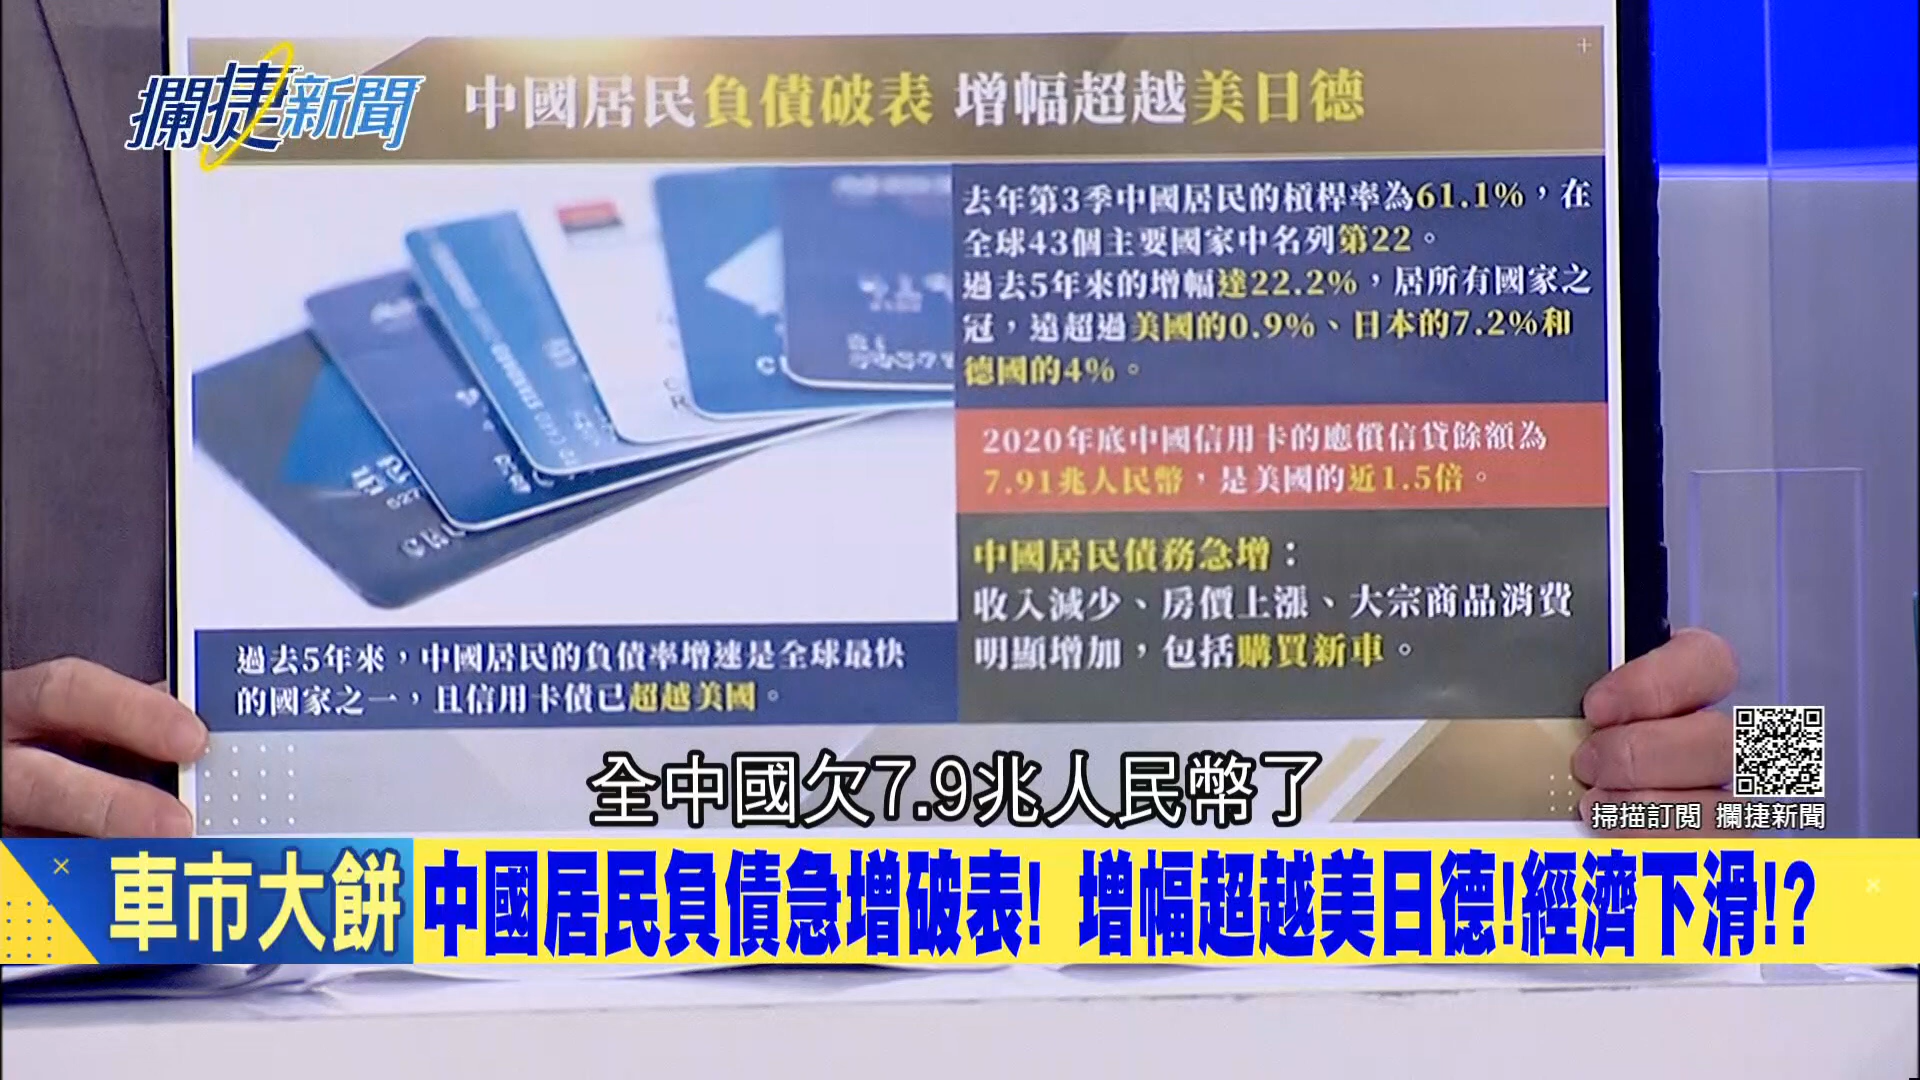 攔捷新聞
中國居民負債破表 增幅超越美日德
去年第3季中國居民的槓桿率為61.1%，在
全球43個主要國家中名列第22。
過去5年來的增幅達22.2%，居所有國家之
冠，遠超過美國的0.9%、日本的7.2%和
德國的4%。
2020年底中國信用卡的應償信貸餘額為
7.91兆人民幣，是美國的近1.5倍。
中國居民債務急增：
收入減少、房價上漲、大宗商品消費
明顯增加，包括購買新車。
過去5年來，中國居民的負債率增速是全球最快
的國家之一，且信用卡債已超越美國。
全中國欠7.9兆人民幣了
掃描訂閱 攔捷新聞
車市大餅
中國居民負債急增破表! 增幅超越美日德!經濟下滑!?